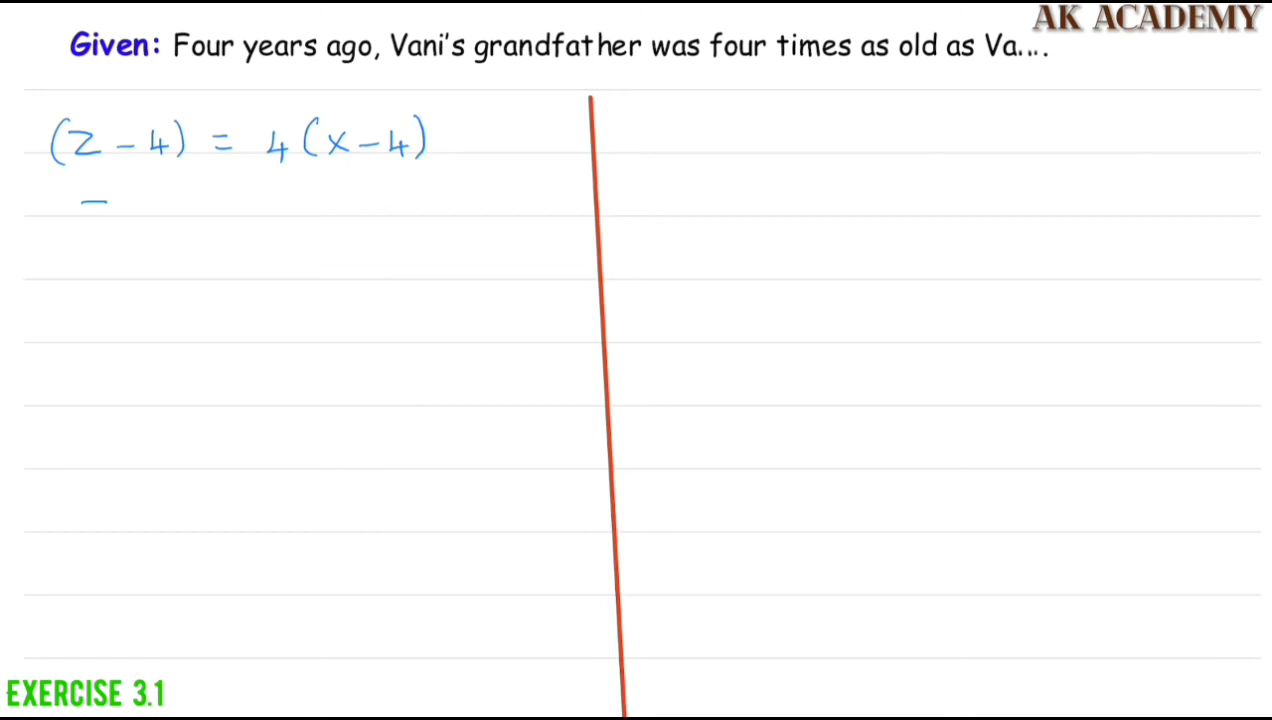 AK ACADEMY
Given: Four years ago, Vani's grandfather was four times as old as Va....
(z - 4) = 4 (x - 4)
EXERCISE 3.1